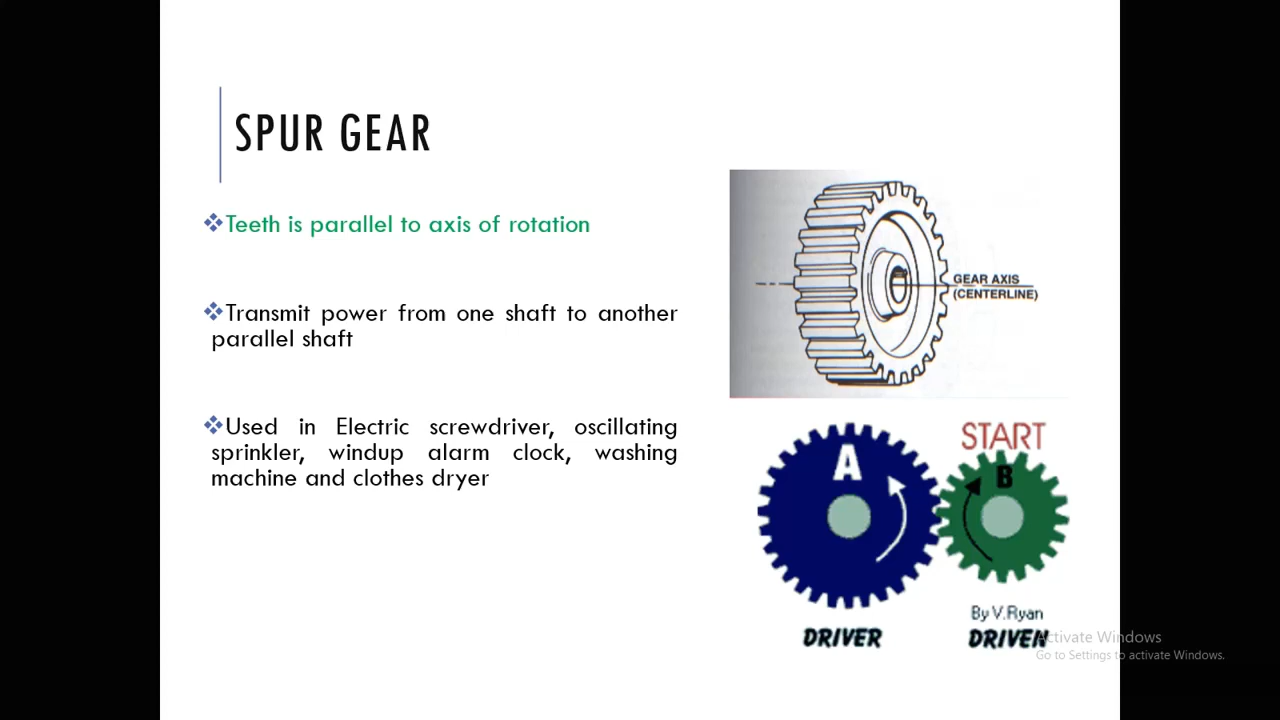 SPUR GEAR
❖Teeth is parallel to axis of rotation
❖Transmit power from one shaft to another
parallel shaft
❖Used in Electric screwdriver, oscillating
sprinkler, windup alarm clock, washing
machine and clothes dryer
GEAR AXIS
(CENTERLINE)
START
A
B
By V.Ryan
DRIVER
DRIVEN
Activate Windows
Go to Settings to activate Windows.